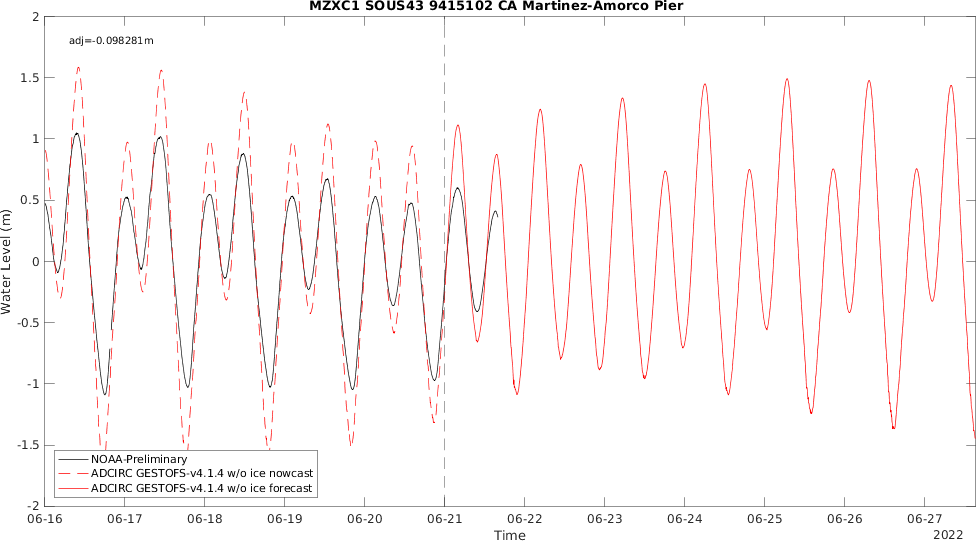 MZXC1 SOUS43 9415102 CA Martinez-Amorco Pier
adj=-0.098281m
2
1.5
1
0.5
0
-0.5
-1
-1.5
-2
Water Level (m)
NOAA-Preliminary
ADCIRC GESTOFS-v4.1.4 w/o ice nowcast
ADCIRC GESTOFS-v4.1.4 w/o ice forecast
06-16 06-17 06-18 06-19 06-20 06-21 06-22 06-23 06-24 06-25 06-26 06-27
Time
2022